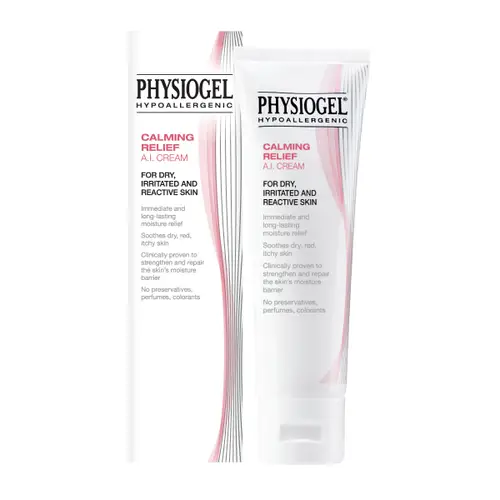 PHYSIOGEL
HYPOALLERGENIC
CALMING
RELIEF
A.I. CREAM
FOR DRY,
IRRITATED AND
REACTIVE SKIN
Immediate and
long-lasting
moisture relief
Soothes dry, red,
itchy skin
Clinically proven to
strengthen and repair
the skin's moisture
barrier
No preservatives,
perfumes, colorants
PHYSIOGEL®
HYPOALLERGENIC
CALMING
RELIEF
A.I. CREAM
FOR DRY,
IRRITATED AND
REACTIVE SKIN
Immediate and
long-lasting
moisture relief
Soothes dry, red,
itchy skin
Clinically proven to
strengthen and repair
the skin's moisture
barrier
No preservatives,
perfumes, colorants